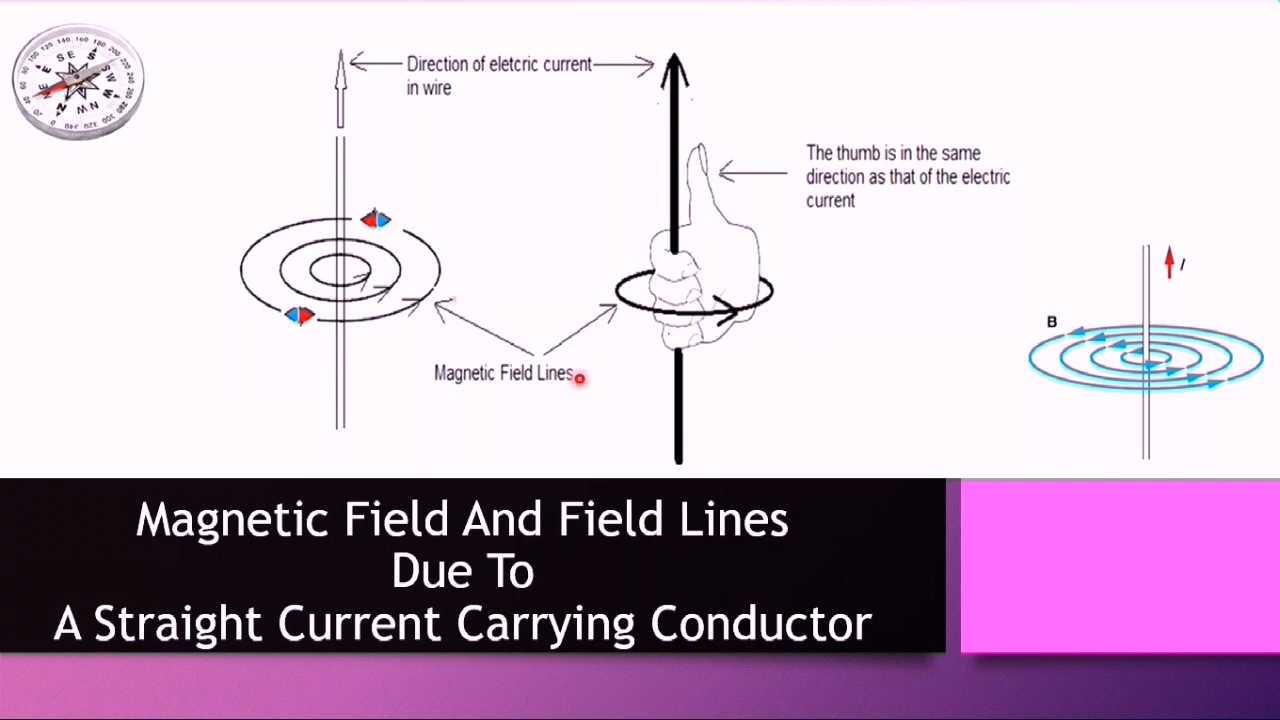 Direction of eletcric current
in wire
The thumb is in the same
direction as that of the electric
current
Magnetic Field Lines
I
B
Magnetic Field And Field Lines
Due To
A Straight Current Carrying Conductor